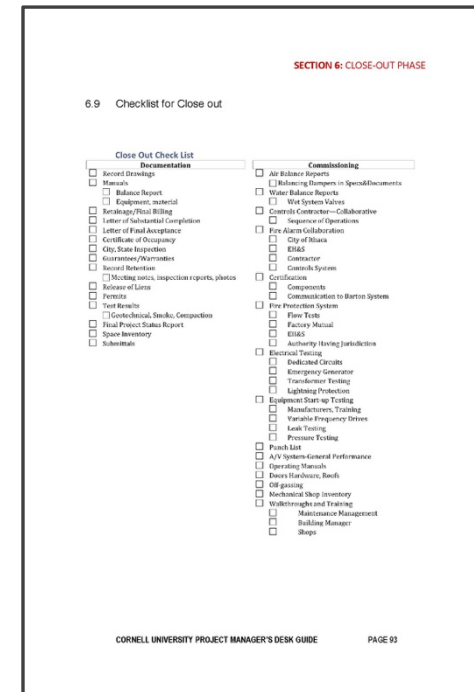 SECTION 6: CLOSE-OUT PHASE
6.9 Checklist for Close out
Close Out Check List
Documentation
Record Drawings
Manuals
Balance Report
Equipment, material
Retainage/Final Billing
Letter of Substantial Completion
Letter of Final Acceptance
Certificate of Occupancy
City, State Inspection
Guarantees/Warranties
Record Retention
Meeting notes, inspection reports, photos
Release of Liens
Permits
Test Results
Geotechnical, Smoke, Compaction
Final Project Status Report
Space Inventory
Submittals
Commissioning
Air Balance Reports
Balancing Dampers in Specs&Documents
Water Balance Reports
Wet System Valves
Controls Contractor—Collaborative
Sequence of Operations
Fire Alarm Collaboration
City of Ithaca
EH&S
Contractor
Controls System
Certification
Components
Communication to Barton System
Fire Protection System
Flow Tests
Factory Mutual
EH&S
Authority Having Jurisdiction
Electrical Testing
Dedicated Circuits
Emergency Generator
Transformer Testing
Lightning Protection
Equipment Start-up Testing
Manufacturers, Training
Variable Frequency Drives
Leak Testing
Pressure Testing
Punch List
A/V System-General Performance
Operating Manuals
Doors Hardware, Roofs
Off-gassing
Mechanical Shop Inventory
Walkthroughs and Training
Maintenance Management
Building Manager
Shops
CORNELL UNIVERSITY PROJECT MANAGER'S DESK GUIDE PAGE 93